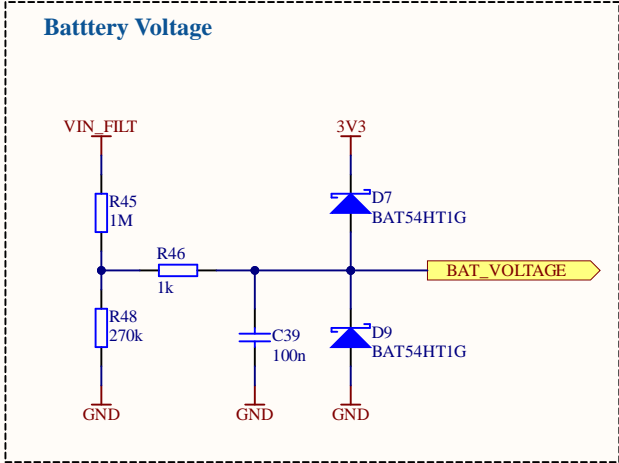 Batttery Voltage
VIN_FILT
3V3
R45
1M
D7
BAT54HT1G
R46
1k
BAT_VOLTAGE
R48
270k
C39
100n
D9
BAT54HT1G
GND
GND
GND